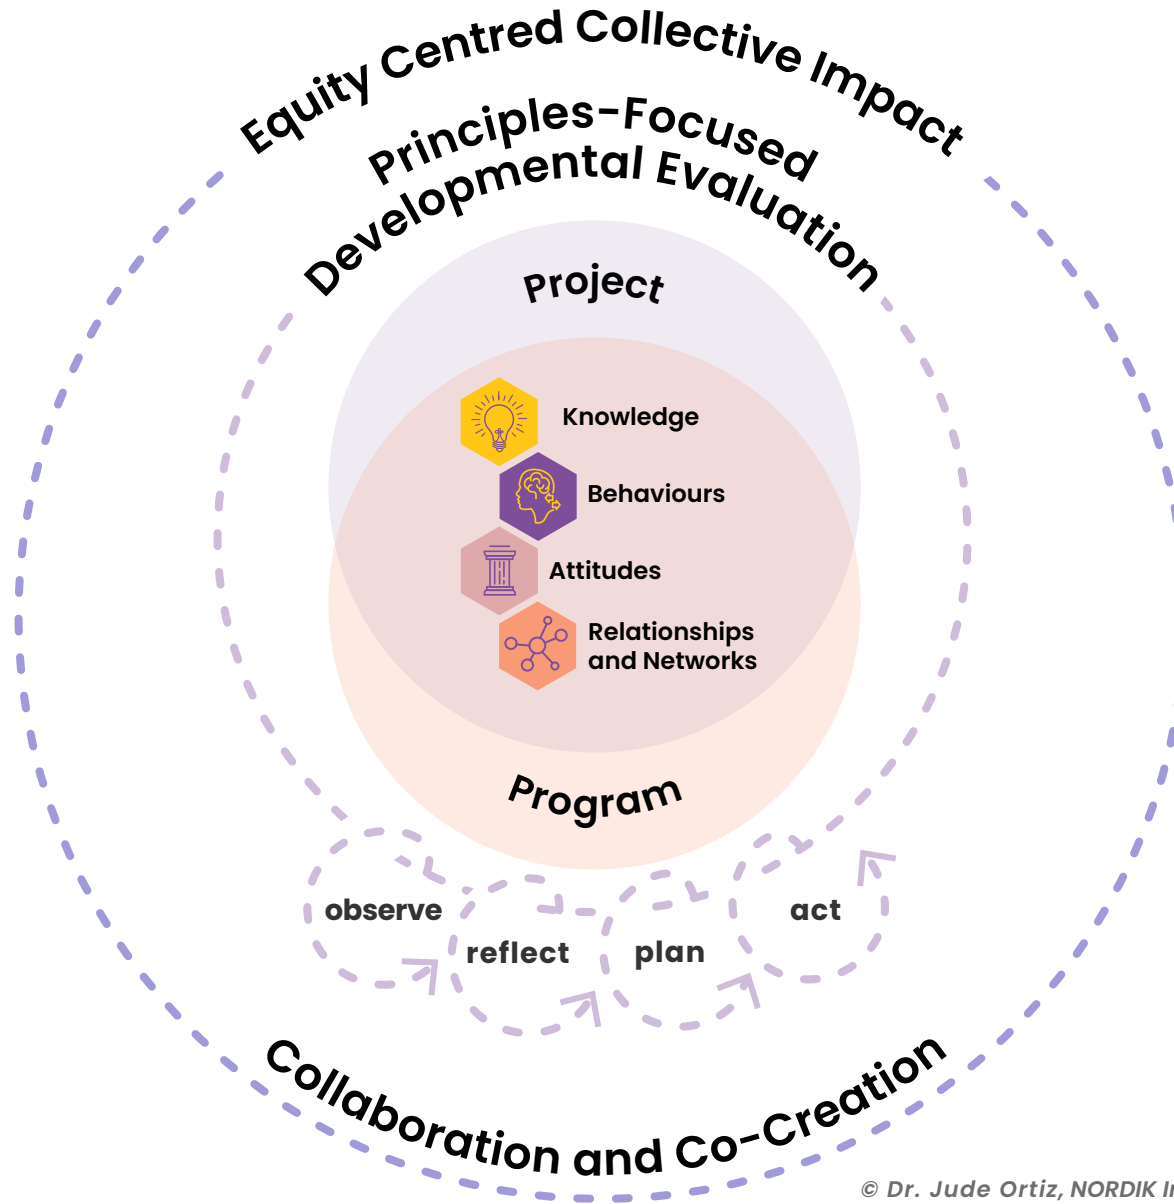 Equity Centred Collective Impact
Principles-Focused
Developmental Evaluation
Project
Knowledge
Behaviours
Attitudes
Relationships
and Networks
Program
observe
reflect
plan
act
Collaboration and Co-Creation
© Dr. Jude Ortiz, NORDIK